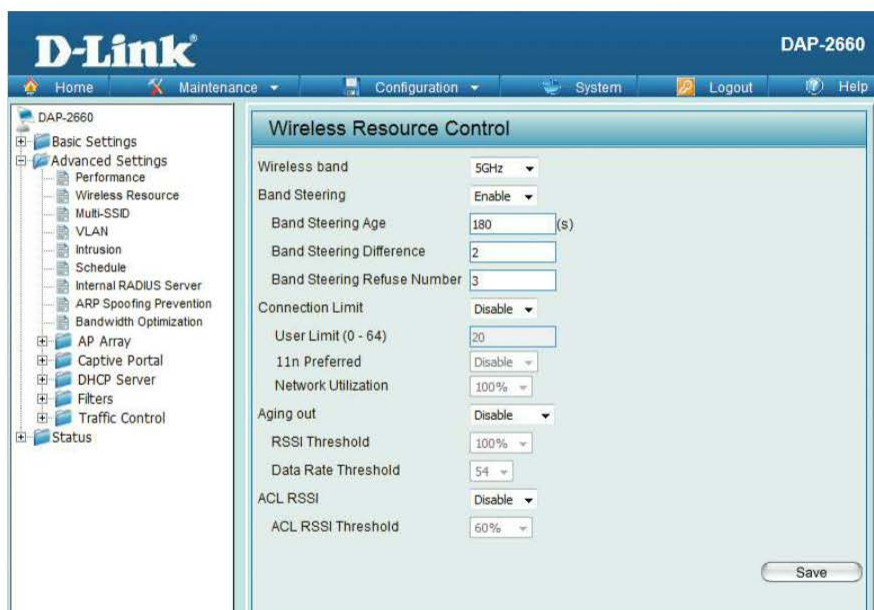 D-Link®
DAP-2660
Home Maintenance Configuration System Logout Help
DAP-2660
Basic Settings
Advanced Settings
Performance
Wireless Resource
Multi-SSID
VLAN
Intrusion
Schedule
Internal RADIUS Server
ARP Spoofing Prevention
Bandwidth Optimization
AP Array
Captive Portal
DHCP Server
Filters
Traffic Control
Status
Wireless Resource Control
Wireless band 5GHz
Band Steering Enable
Band Steering Age 180 (s)
Band Steering Difference 2
Band Steering Refuse Number 3
Connection Limit Disable
User Limit (0 - 64) 20
11n Preferred Disable
Network Utilization 100%
Aging out Disable
RSSI Threshold 100%
Data Rate Threshold 54
ACL RSSI Disable
ACL RSSI Threshold 60%
Save